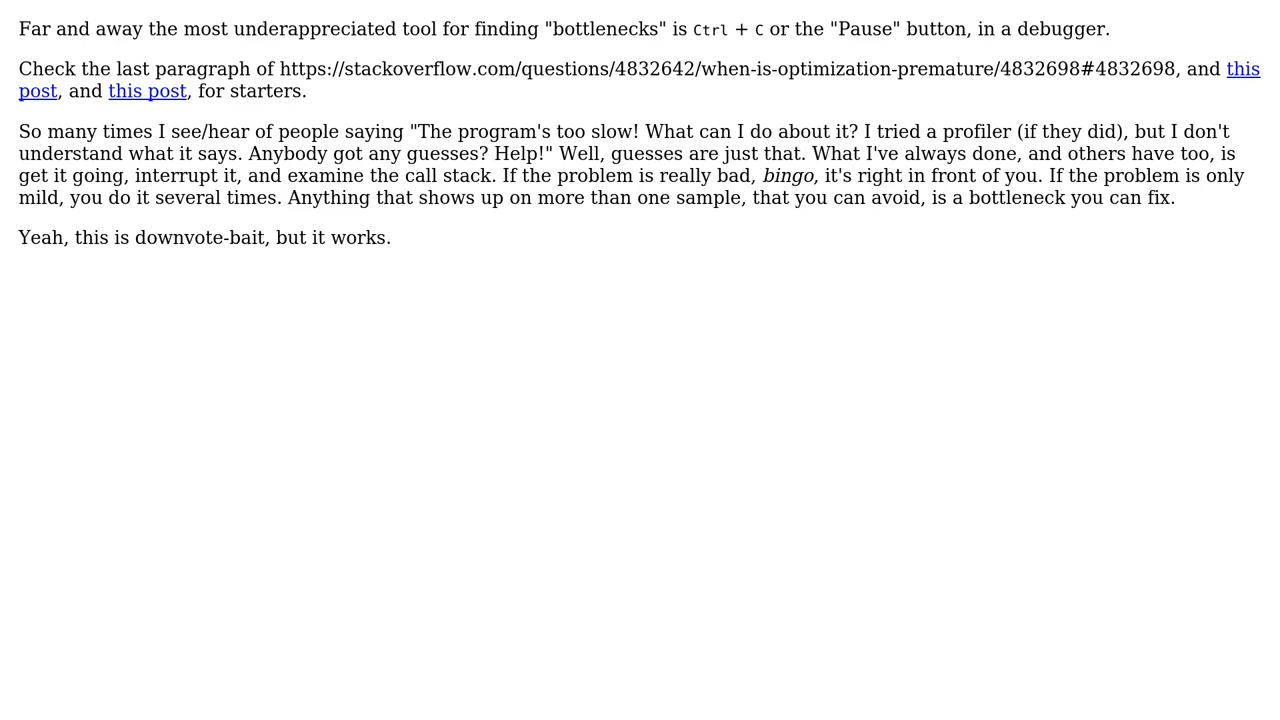 Far and away the most underappreciated tool for finding "bottlenecks" is Ctrl + C or the "Pause" button, in a debugger.
Check the last paragraph of https://stackoverflow.com/questions/4832642/when-is-optimization-premature/4832698#4832698, and this
post, and this post, for starters.
So many times I see/hear of people saying "The program's too slow! What can I do about it? I tried a profiler (if they did), but I don't
understand what it says. Anybody got any guesses? Help!" Well, guesses are just that. What I've always done, and others have too, is
get it going, interrupt it, and examine the call stack. If the problem is really bad, bingo, it's right in front of you. If the problem is only
mild, you do it several times. Anything that shows up on more than one sample, that you can avoid, is a bottleneck you can fix.
Yeah, this is downvote-bait, but it works.